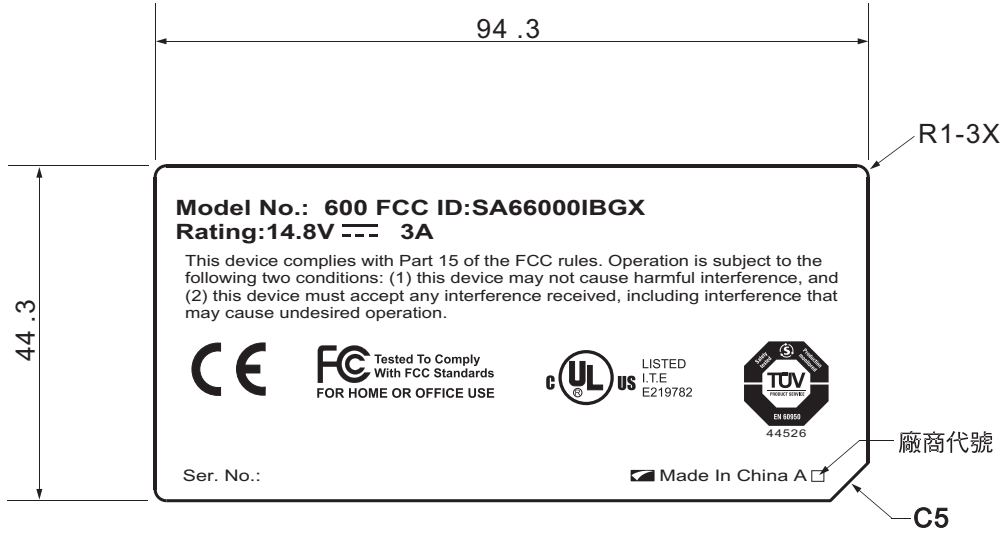 94 .3
R1-3X
44 .3
Model No.: 600 FCC ID:SA66000IBGX
Rating:14.8V 3A
This device complies with Part 15 of the FCC rules. Operation is subject to the
following two conditions: (1) this device may not cause harmful interference, and
(2) this device must accept any interference received, including interference that
may cause undesired operation.
CE
FC Tested To Comply
With FCC Standards
FOR HOME OR OFFICE USE
C UL US
®
LISTED
I.T.E
E219782
Safety tested
S
Production monitored
TÜV
PRODUCT SERVICE
EN 60950
44526
廠商代號
Ser. No.:
Made In China A □
C5